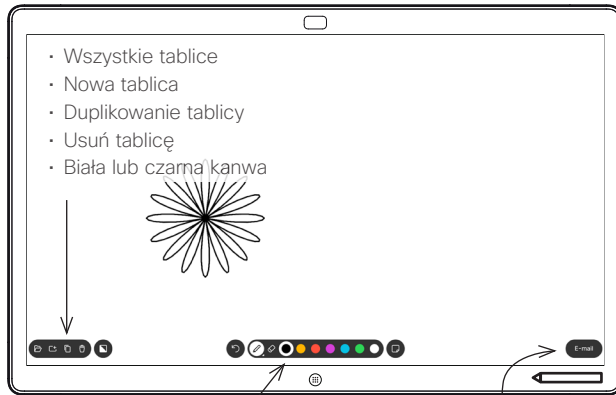 · Wszystkie tablice
· Nowa tablica
· Duplikowanie tablicy
· Usuń tablicę
· Biała lub czarna kanwa
E-mail